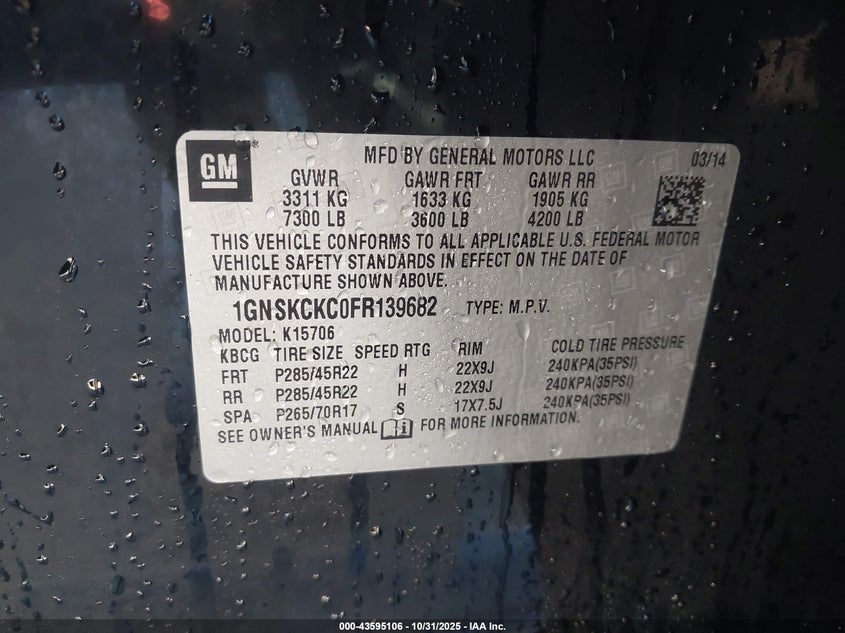 GM
MFD BY GENERAL MOTORS LLC 03/14
GVWR GAWR FRT GAWR RR
3311 KG 1633 KG 1905 KG
7300 LB 3600 LB 4200 LB
THIS VEHICLE CONFORMS TO ALL APPLICABLE U.S. FEDERAL MOTOR
VEHICLE SAFETY STANDARDS IN EFFECT ON THE DATE OF
MANUFACTURE SHOWN ABOVE.
1GNSKCKC0FR139682 TYPE: M.P.V.
MODEL: K15706
KBCG TIRE SIZE SPEED RTG RIM COLD TIRE PRESSURE
FRT P285/45R22 H 22X9J 240KPA(35PSI)
RR P285/45R22 H 22X9J 240KPA(35PSI)
SPA P265/70R17 S 17X7.5J 240KPA(35PSI)
SEE OWNER'S MANUAL FOR MORE INFORMATION.
000-43595106 - 10/31/2025 - IAA Inc.